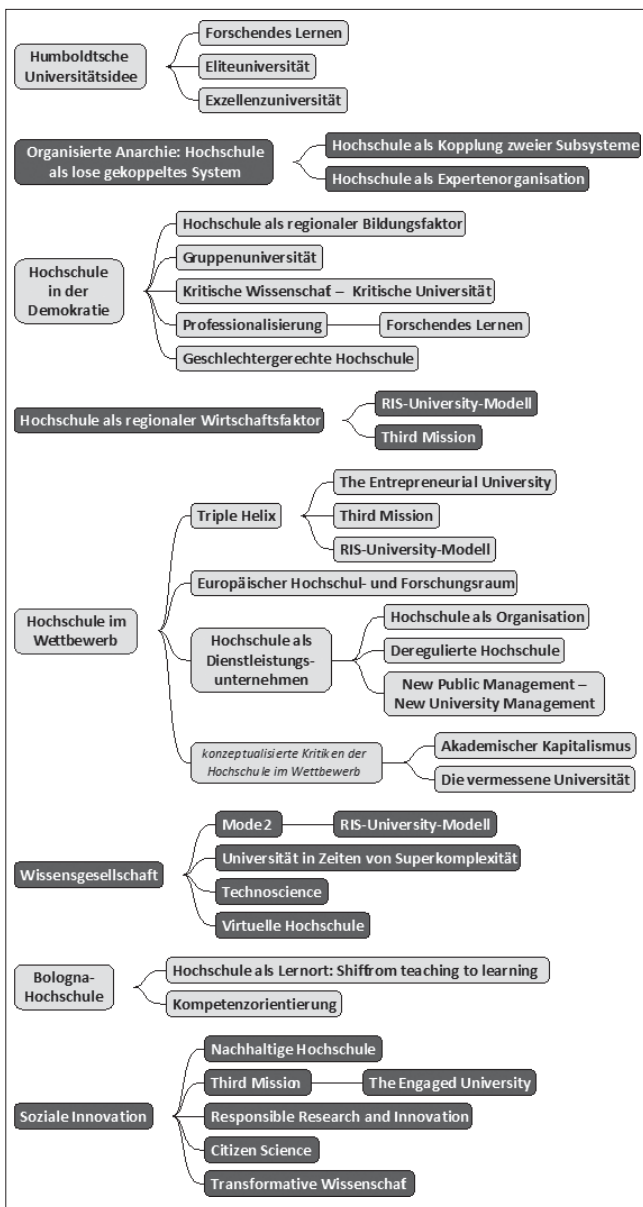 Humboldtsche
Universitätsidee
Forschendes Lernen
Eliteuniversität
Exzellenzuniversität
Organisierte Anarchie: Hochschule
als lose gekoppeltes System
Hochschule als Kopplung zweier Subsysteme
Hochschule als Expertenorganisation
Hochschule
in der
Demokratie
Hochschule als regionaler Bildungsfaktor
Gruppenuniversität
Kritische Wissenschaf. – Kritische Universität
Professionalisierung
Forschendes Lernen
Geschlechtergerechte Hochschule
Hochschule als regionaler Wirtschaftsfaktor
RIS-University-Modell
Third Mission
Hochschule im
Wettbewerb
Triple Helix
The Entrepreneurial University
Third Mission
RIS-University-Modell
Europäischer Hochschul- und Forschungsraum
Hochschule als
Dienstleistungs-
unternehmen
Hochschule als Organisation
Deregulierte Hochschule
New Public Management –
New University Management
konzeptualisierte Kritiken der
Hochschule im Wettbewerb
Akademischer Kapitalismus
Die vermessene Universität
Wissensgesellschaft
Mode 2
RIS-University-Modell
Universität in Zeiten von Superkomplexität
Technoscience
Virtuelle Hochschule
Bologna-
Hochschule
Hochschule als Lernort: Shiffrom teaching to learning
Kompetenzorientierung
Soziale Innovation
Nachhaltige Hochschule
Third Mission
The Engaged University
Responsible Research and Innovation
Citizen Science
Transformative Wissenschaf.